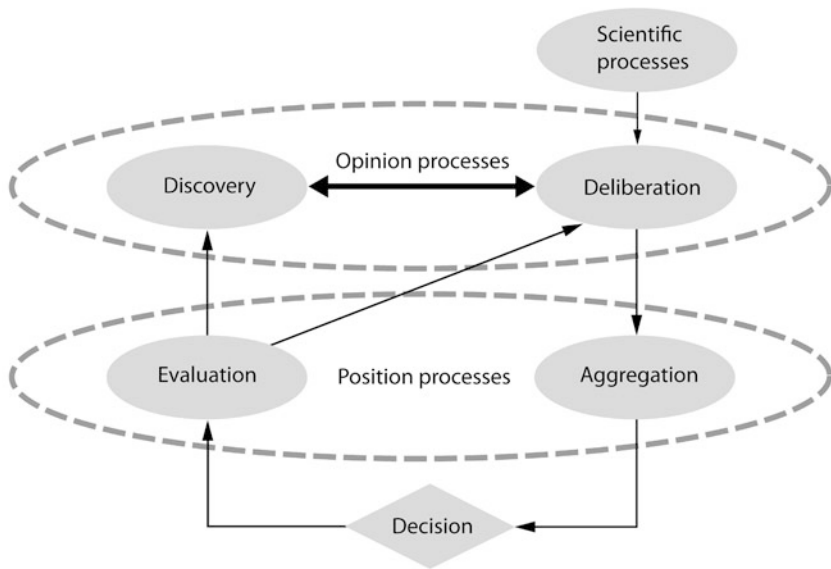 Scientific
processes
Opinion processes
Discovery
Deliberation
Evaluation
Position processes
Aggregation
Decision